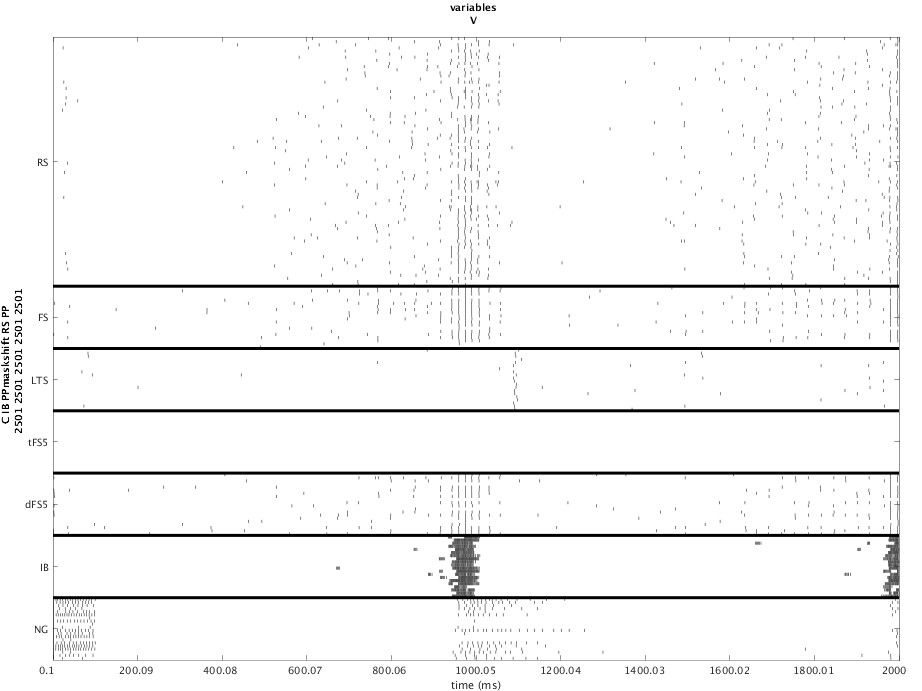 variables
V
C IB PPmaskshift RS PP
2501 2501 2501 2501 2501
RS
FS
LTS
tFS5
dFS5
IB
NG
0.1 200.09 400.08 600.07 800.06 1000.05 1200.04 1400.03 1600.02 1800.01 2000
time (ms)